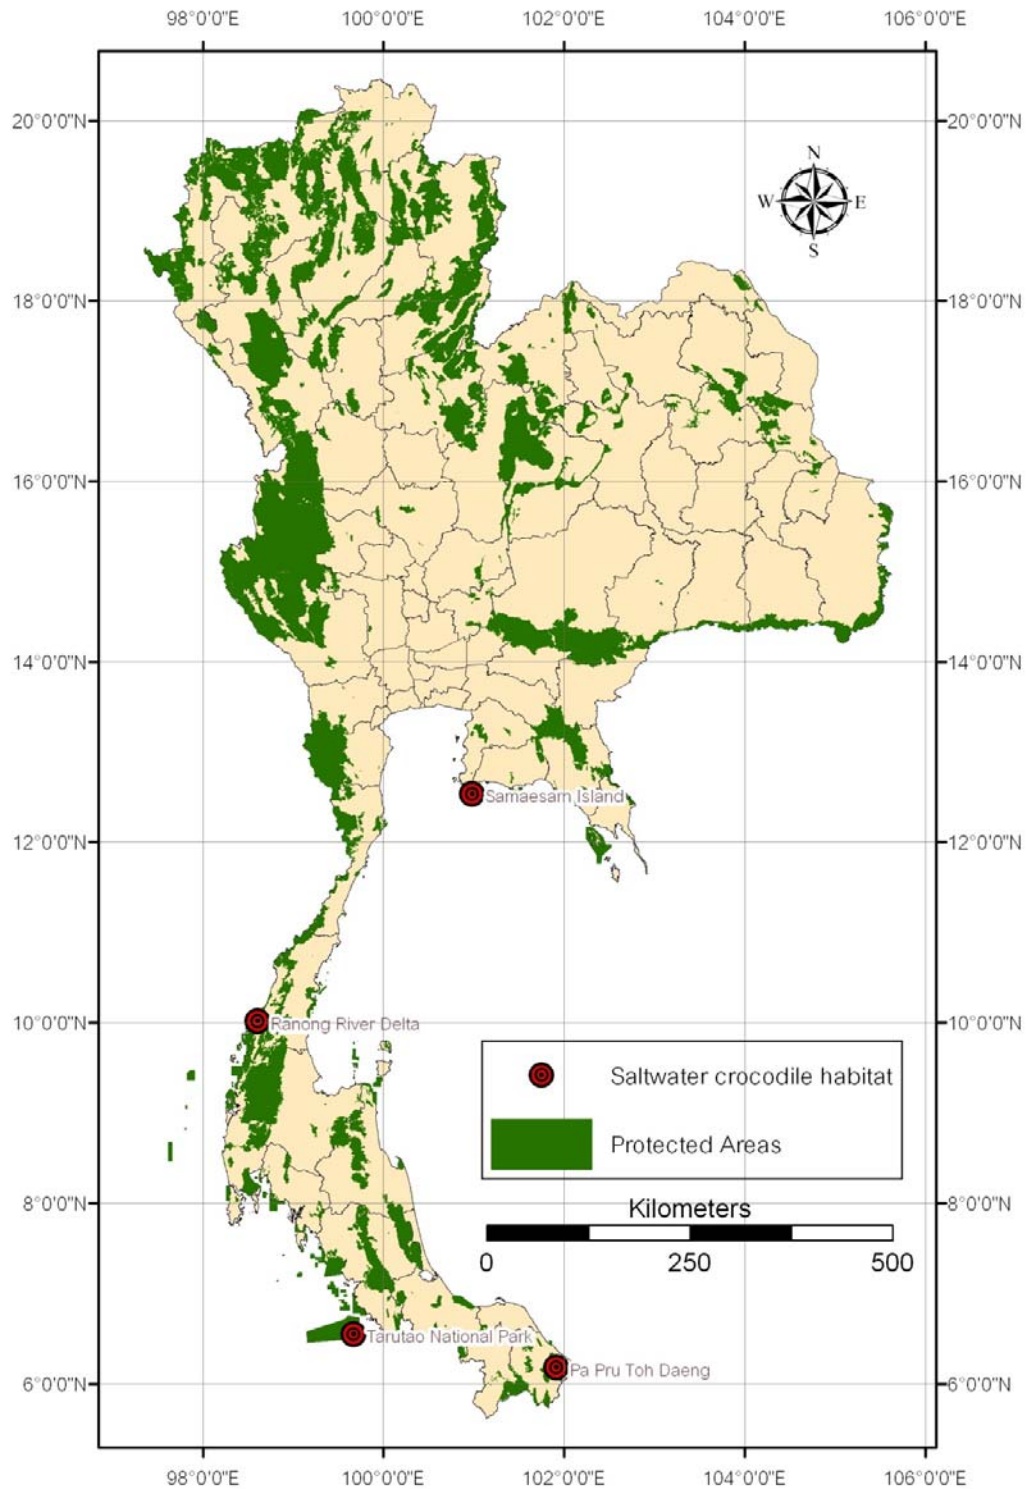 98°0'0"E 100°0'0"E 102°0'0"E 104°0'0"E 106°0'0"E
20°0'0"N 20°0'0"N
N
W E
S
18°0'0"N 18°0'0"N
16°0'0"N 16°0'0"N
14°0'0"N 14°0'0"N
Samaesarn Island
12°0'0"N 12°0'0"N
10°0'0"N Ranong River Delta 10°0'0"N
Saltwater crocodile habitat
Protected Areas
8°0'0"N 8°0'0"N
Kilometers
0 250 500
Tarutao National Park
Pa Pru Toh Daeng
6°0'0"N 6°0'0"N
98°0'0"E 100°0'0"E 102°0'0"E 104°0'0"E 106°0'0"E